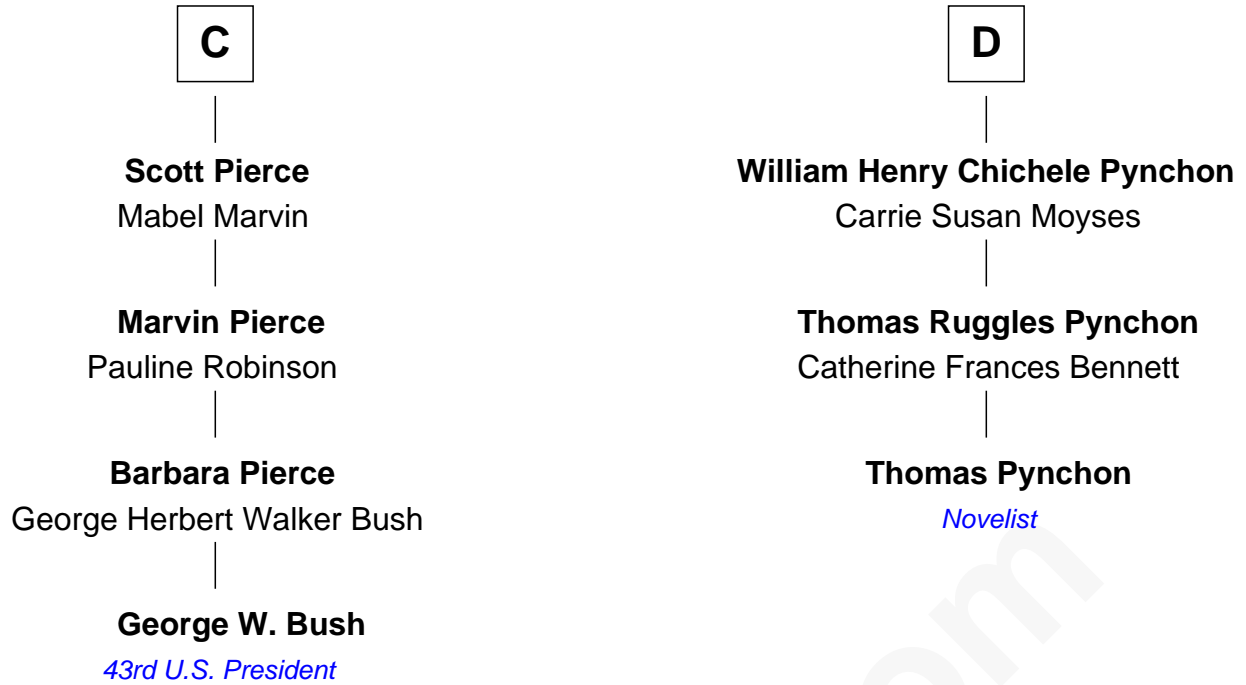 C
Scott Pierce
Mabel Marvin
Marvin Pierce
Pauline Robinson
Barbara Pierce
George Herbert Walker Bush
George W. Bush
43rd U.S. President
D
William Henry Chichele Pynchon
Carrie Susan Moyses
Thomas Ruggles Pynchon
Catherine Frances Bennett
Thomas Pynchon
Novelist
om